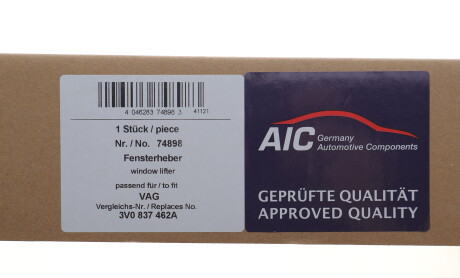 4 046283 74898 3 41121
1 Stück / piece
Nr. / No. 74898
Fensterheber
window lifter
passend für / to fit
VAG
Vergleichs-Nr. / Replaces No.
3V0 837 462A
AIC Germany
Automotive Components
GEPRÜFTE QUALITÄT
APPROVED QUALITY